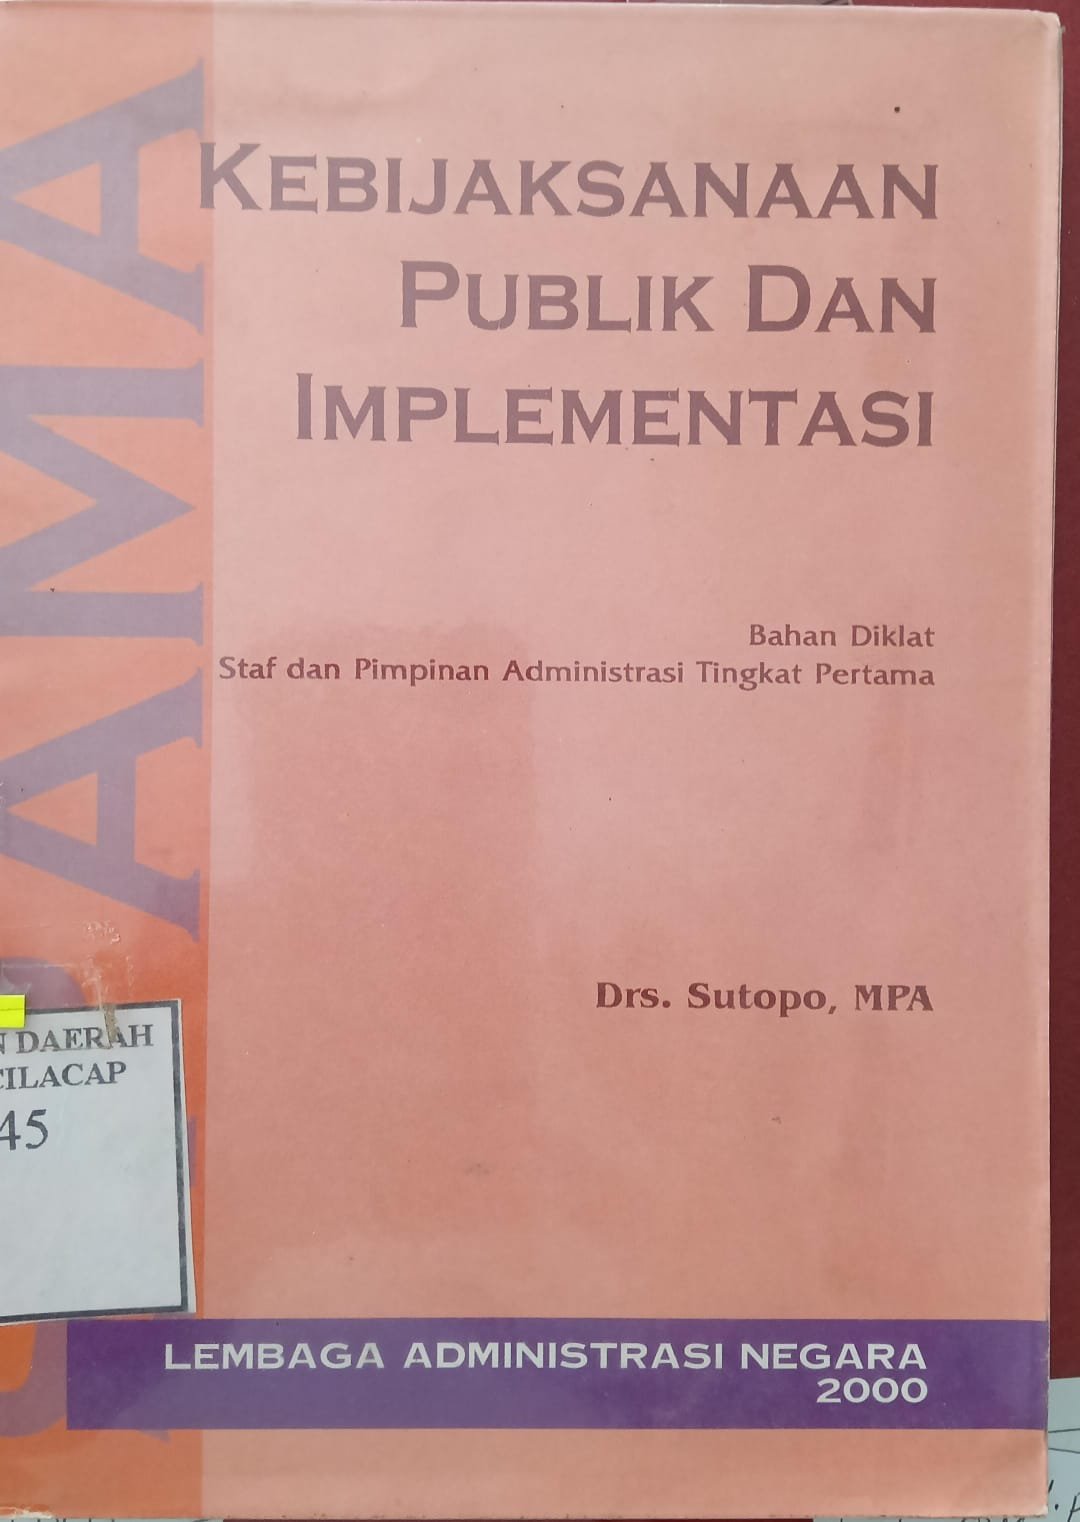 KEBIJAKSANAAN
PUBLIK DAN
IMPLEMENTASI
Bahan Diklat
Staf dan Pimpinan Administrasi Tingkat Pertama
Drs. Sutopo, MPA
DAERAH
CILACAP
45
LEMBAGA ADMINISTRASI NEGARA
2000